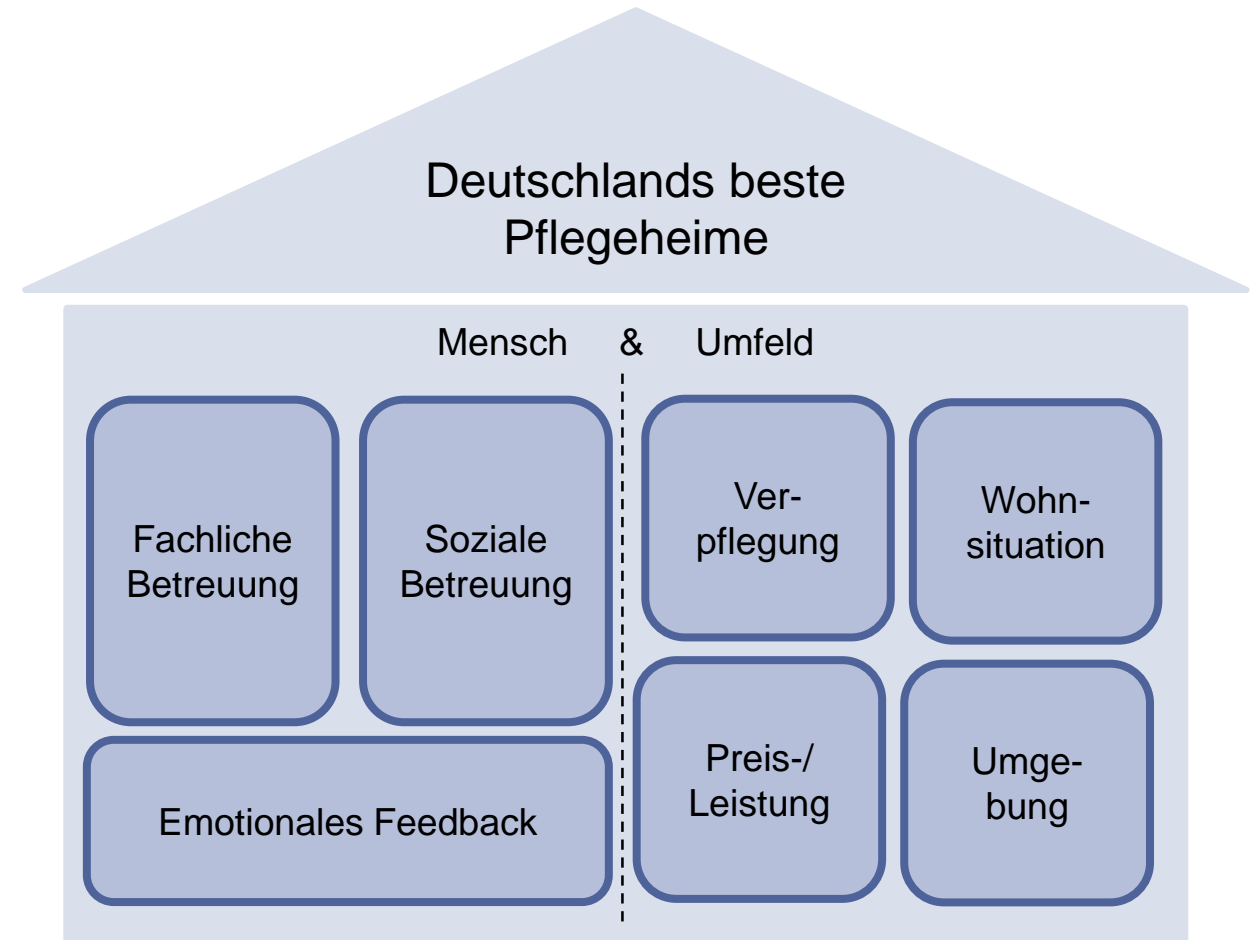 Deutschlands beste
Pflegeheime
Mensch & Umfeld
Fachliche
Betreuung
Soziale
Betreuung
Emotionales Feedback
Ver-
pflegung
Wohn-
situation
Preis-/
Leistung
Umge-
bung